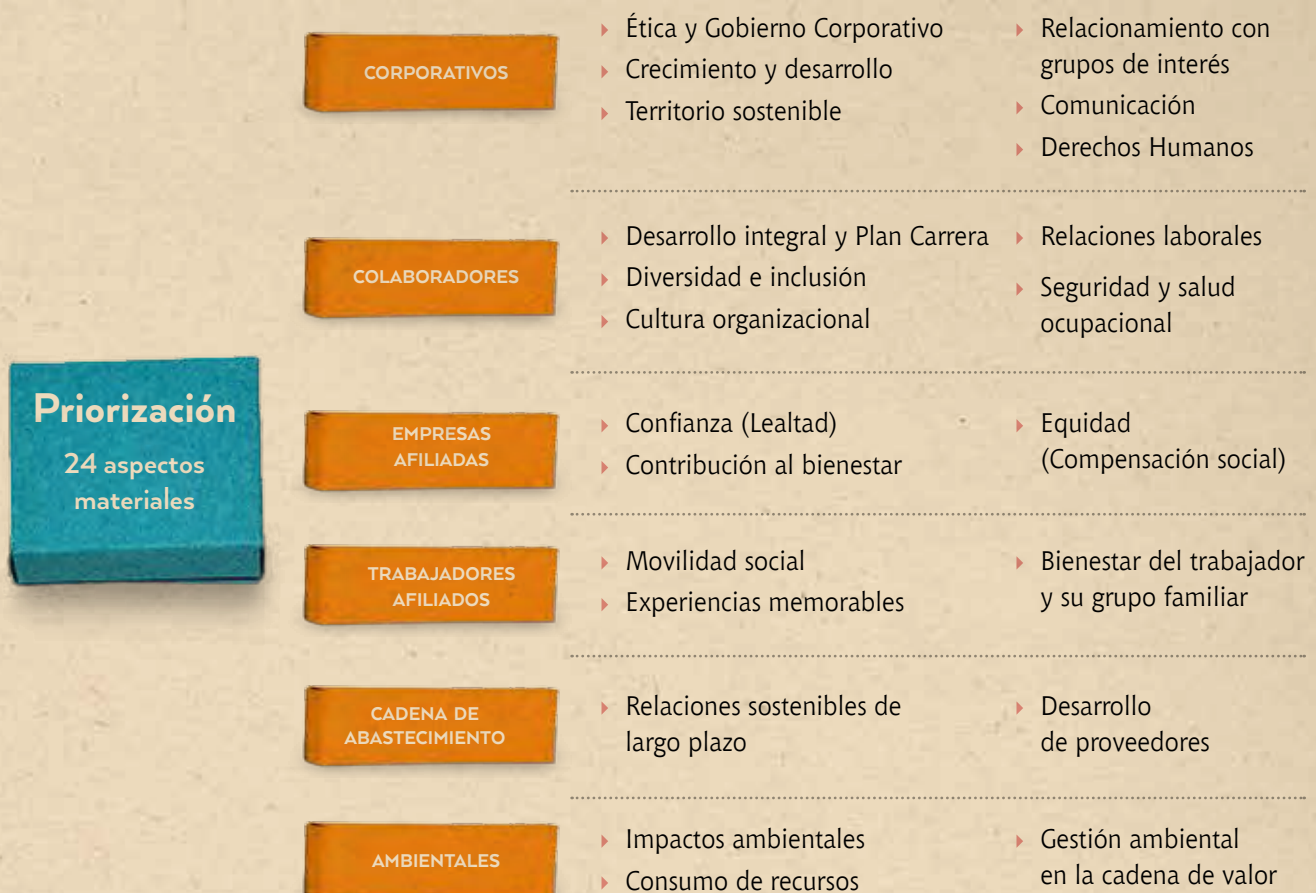 CORPORATIVOS
Ética y Gobierno Corporativo
Crecimiento y desarrollo
Territorio sostenible
Relacionamiento con
grupos de interés
Comunicación
Derechos Humanos
COLABORADORES
Desarrollo integral y Plan Carrera
Diversidad e inclusión
Cultura organizacional
Relaciones laborales
Seguridad y salud
ocupacional
Priorización
24 aspectos
materiales
EMPRESAS
AFILIADAS
Confianza (Lealtad)
Contribución al bienestar
Equidad
(Compensación social)
TRABAJADORES
AFILIADOS
Movilidad social
Experiencias memorables
Bienestar del trabajador
y su grupo familiar
CADENA DE
ABASTECIMIENTO
Relaciones sostenibles de
largo plazo
Desarrollo
de proveedores
AMBIENTALES
Impactos ambientales
Consumo de recursos
Gestión ambiental
en la cadena de valor